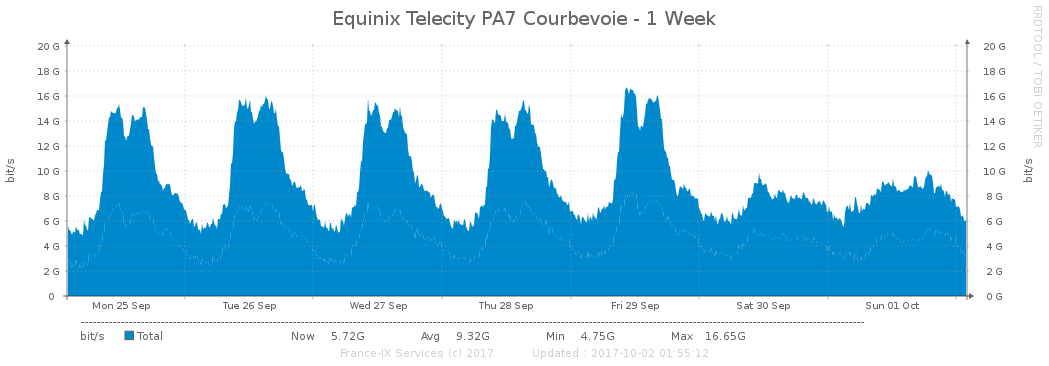 Equinix Telecity PA7 Courbevoie - 1 Week
RRDTOOL / TOBI OETIKER
bit/s
bit/s
20 G 20 G
18 G 18 G
16 G 16 G
14 G 14 G
12 G 12 G
10 G 10 G
8 G 8 G
6 G 6 G
4 G 4 G
2 G 2 G
0 0 G
Mon 25 Sep Tue 26 Sep Wed 27 Sep Thu 28 Sep Fri 29 Sep Sat 30 Sep Sun 01 Oct
bit/s Total Now 5.72G Avg 9.32G Min 4.75G Max 16.65G
France-IX Services (c) 2017 Updated : 2017-10-02 01:55:12